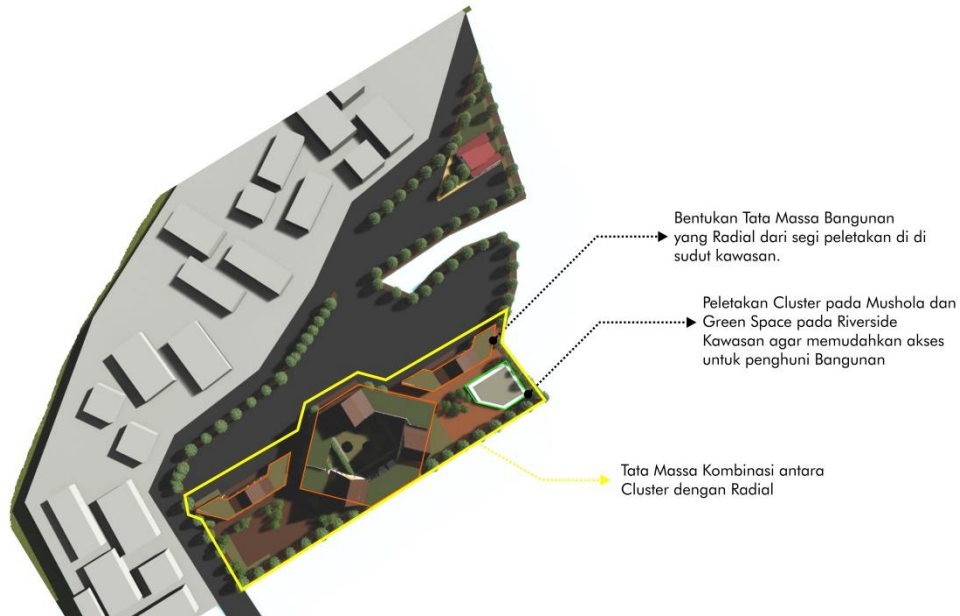 Bentukan Tata Massa Bangunan
yang Radial dari segi peletakan di di
sudut kawasan.
Peletakan Cluster pada Mushola dan
Green Space pada Riverside
Kawasan agar memudahkan akses
untuk penghuni Bangunan
Tata Massa Kombinasi antara
Cluster dengan Radial